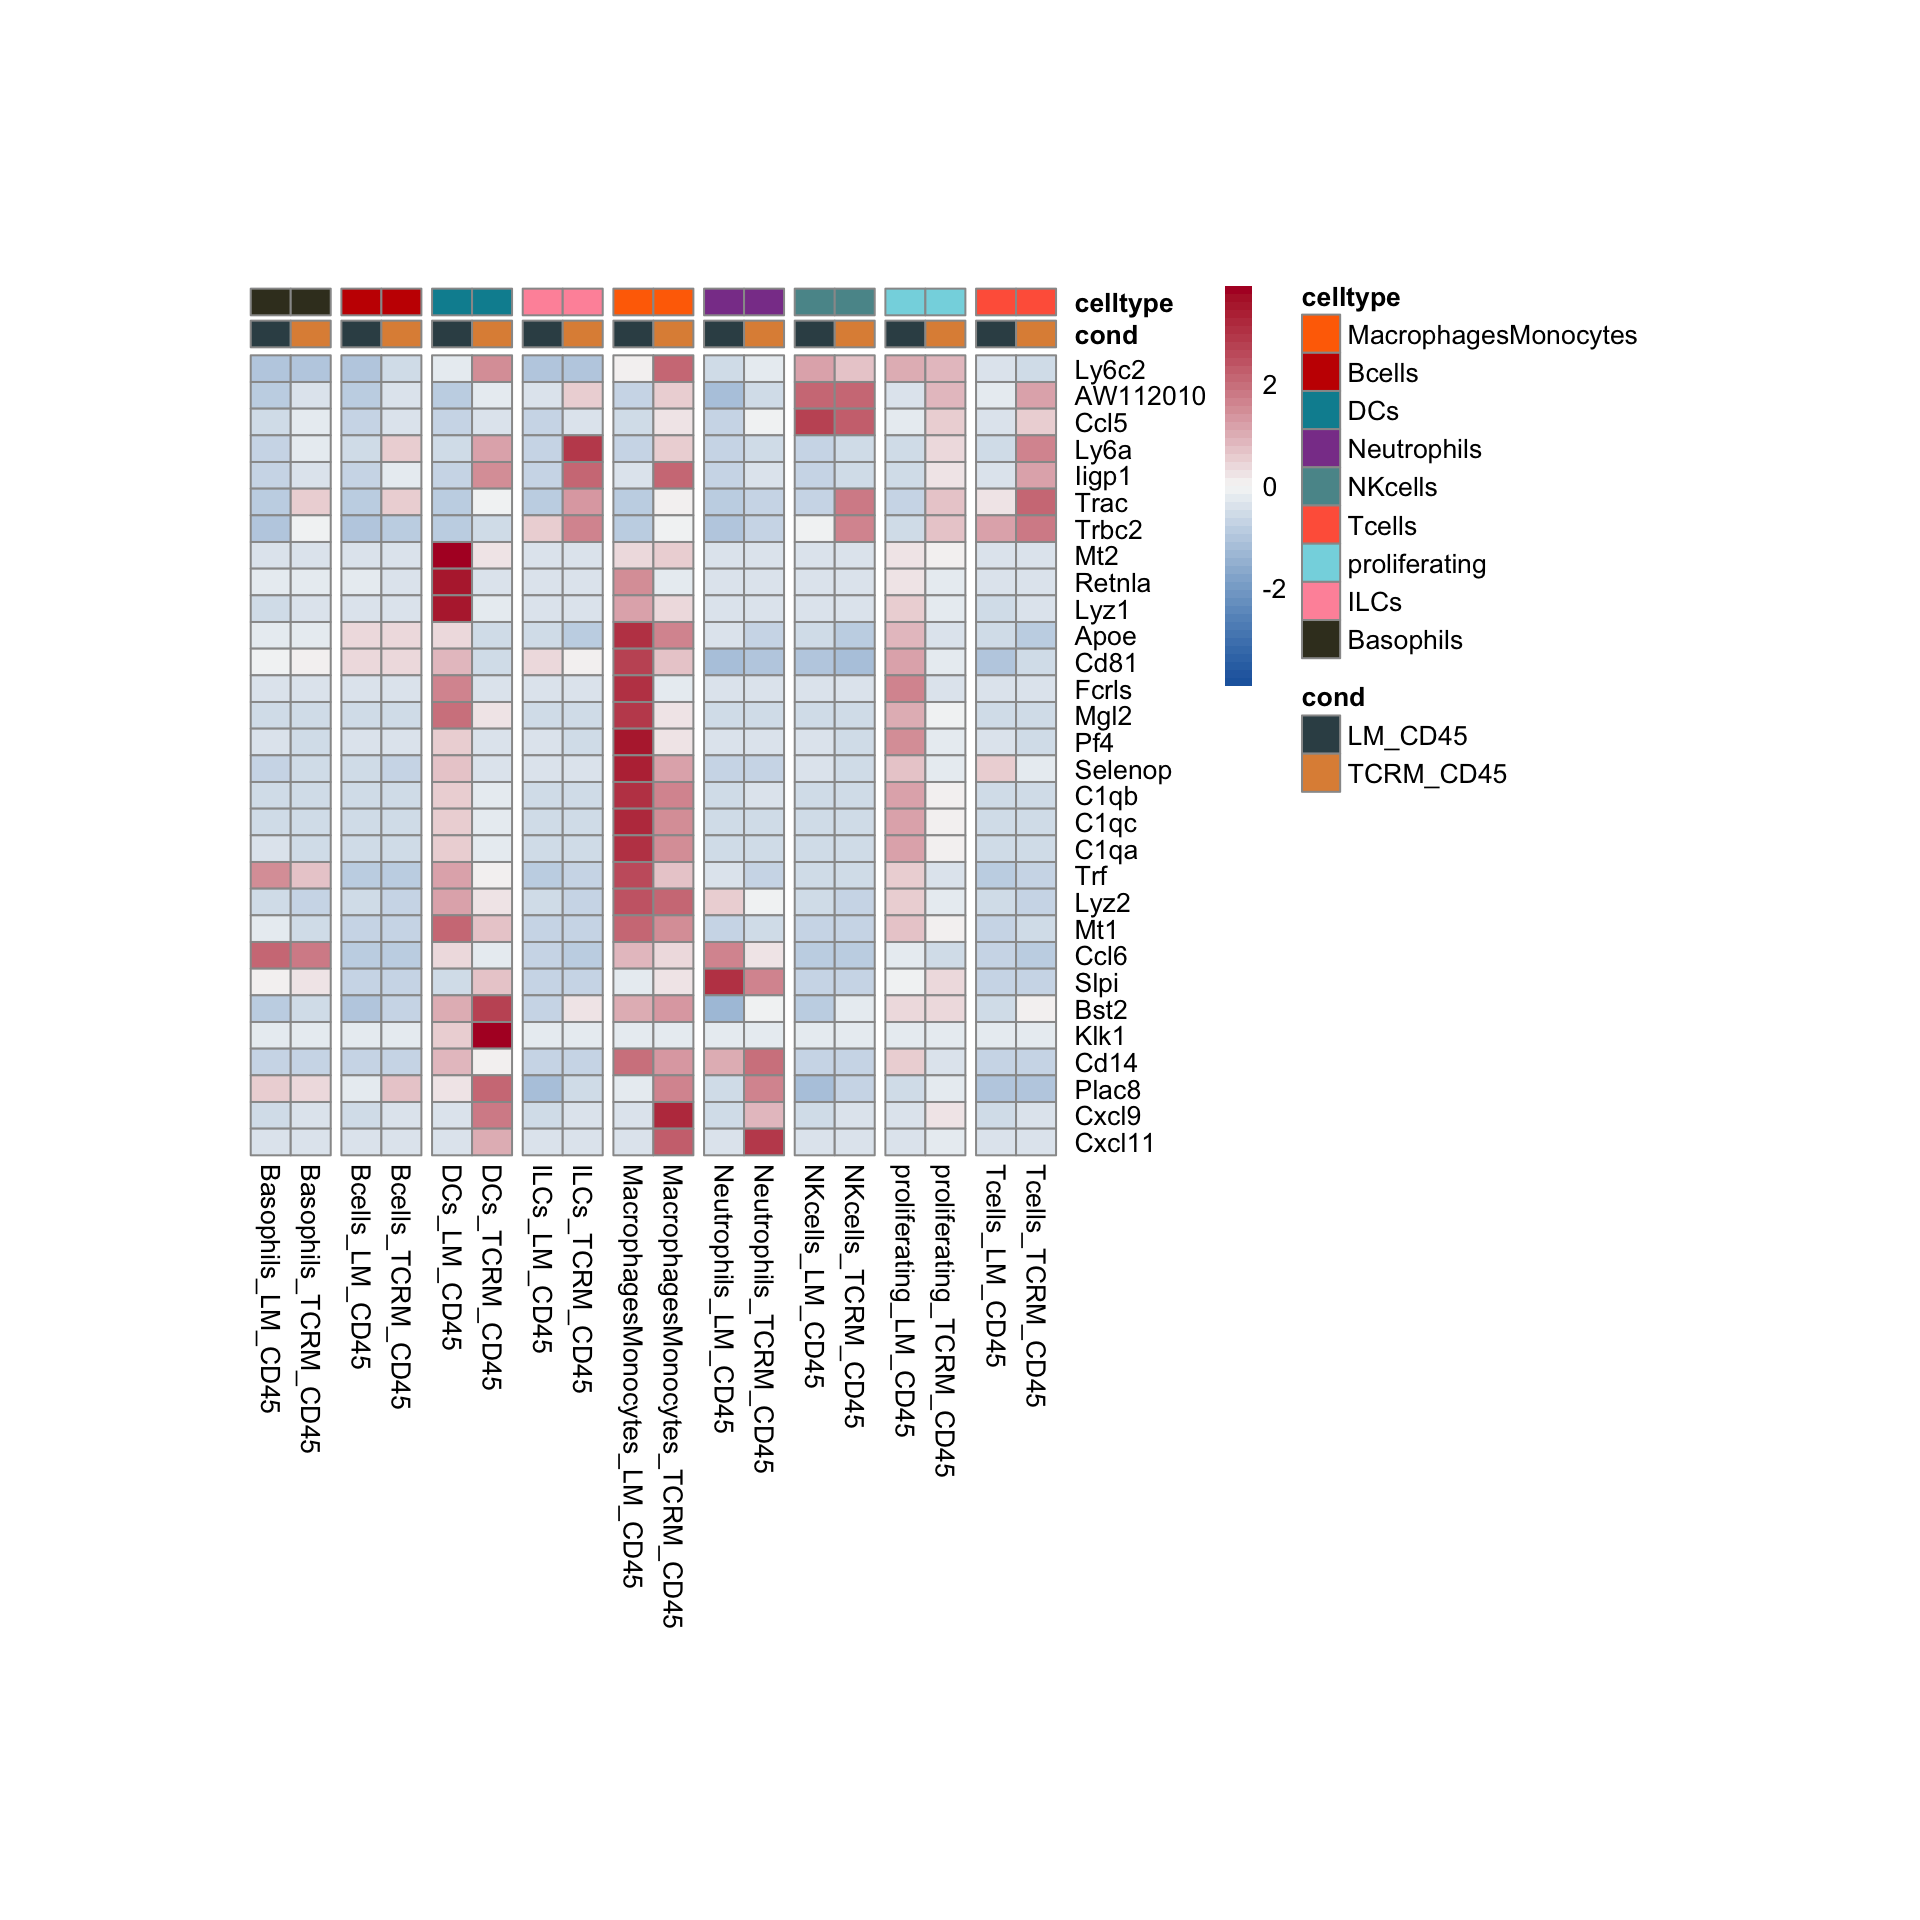 celltype
cond
Ly6c2
AW112010
Ccl5
Ly6a
Iigp1
Trac
Trbc2
Mt2
Retnla
Lyz1
Apoe
Cd81
Fcrls
Mgl2
Pf4
Selenop
C1qb
C1qc
C1qa
Trf
Lyz2
Mt1
Ccl6
Slpi
Bst2
Klk1
Cd14
Plac8
Cxcl9
Cxcl11
Basophils_LM_CD45
Basophils_TCRM_CD45
Bcells_LM_CD45
Bcells_TCRM_CD45
DCs_LM_CD45
DCs_TCRM_CD45
ILCs_LM_CD45
ILCs_TCRM_CD45
MacrophagesMonocytes_LM_CD45
MacrophagesMonocytes_TCRM_CD45
Neutrophils_LM_CD45
Neutrophils_TCRM_CD45
NKcells_LM_CD45
NKcells_TCRM_CD45
proliferating_LM_CD45
proliferating_TCRM_CD45
Tcells_LM_CD45
Tcells_TCRM_CD45
2
0
-2
celltype
MacrophagesMonocytes
Bcells
DCs
Neutrophils
NKcells
Tcells
proliferating
ILCs
Basophils
cond
LM_CD45
TCRM_CD45